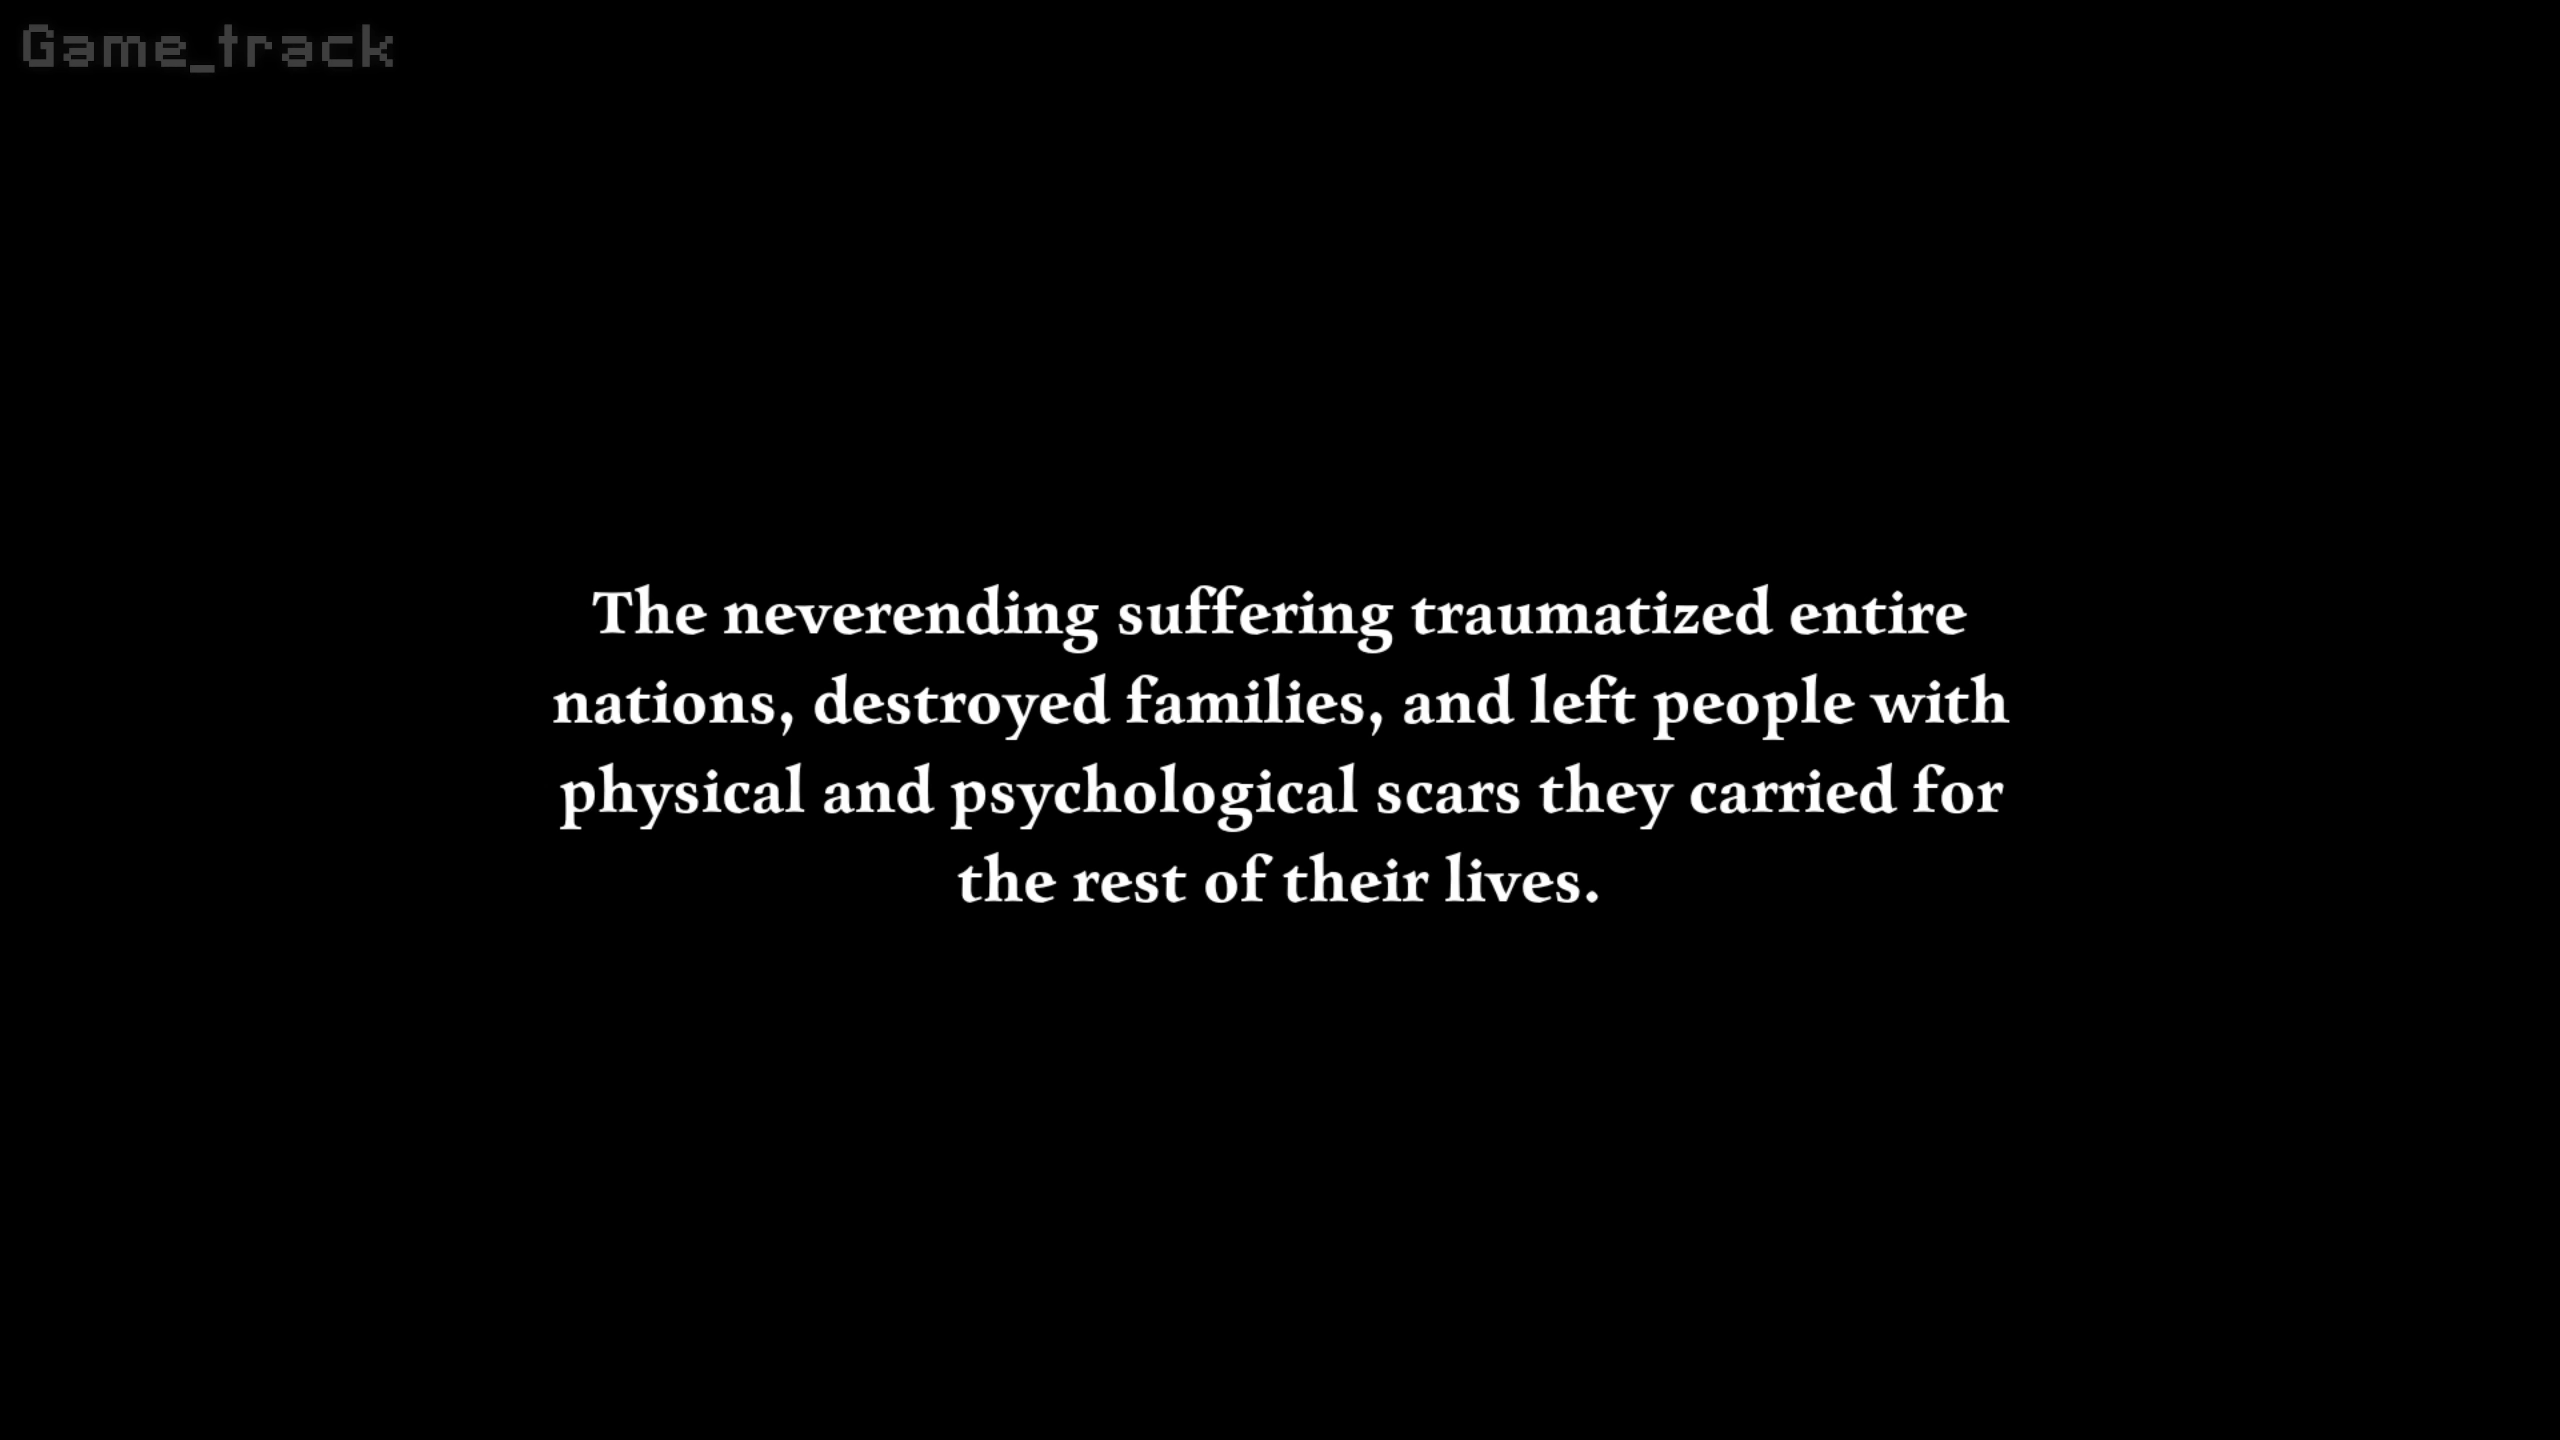 Game_track
The neverending suffering traumatized entire
nations, destroyed families, and left people with
physical and psychological scars they carried for
the rest of their lives.